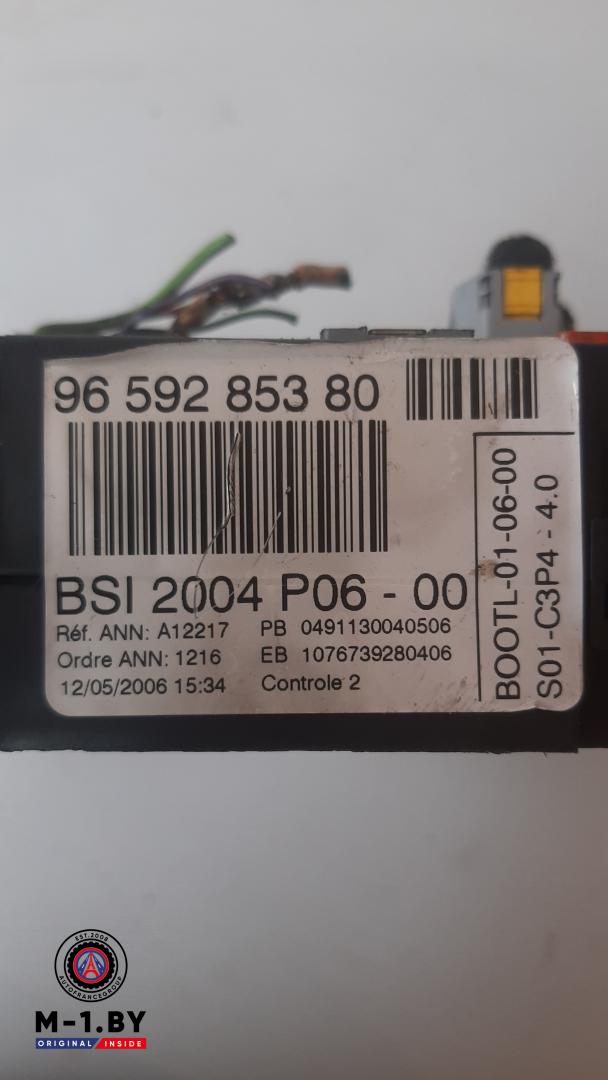 96 592 853 80
BSI 2004 P06 - 00
Réf. ANN: A12217 PB 0491130040506
Ordre ANN: 1216 EB 1076739280406
12/05/2006 15:34 Controle 2
BOOTL-01-06-00
S01-C3P4 - 4.0
EST. 2008
AUTOFRANCEGROUP
M-1.BY
ORIGINAL INSIDE